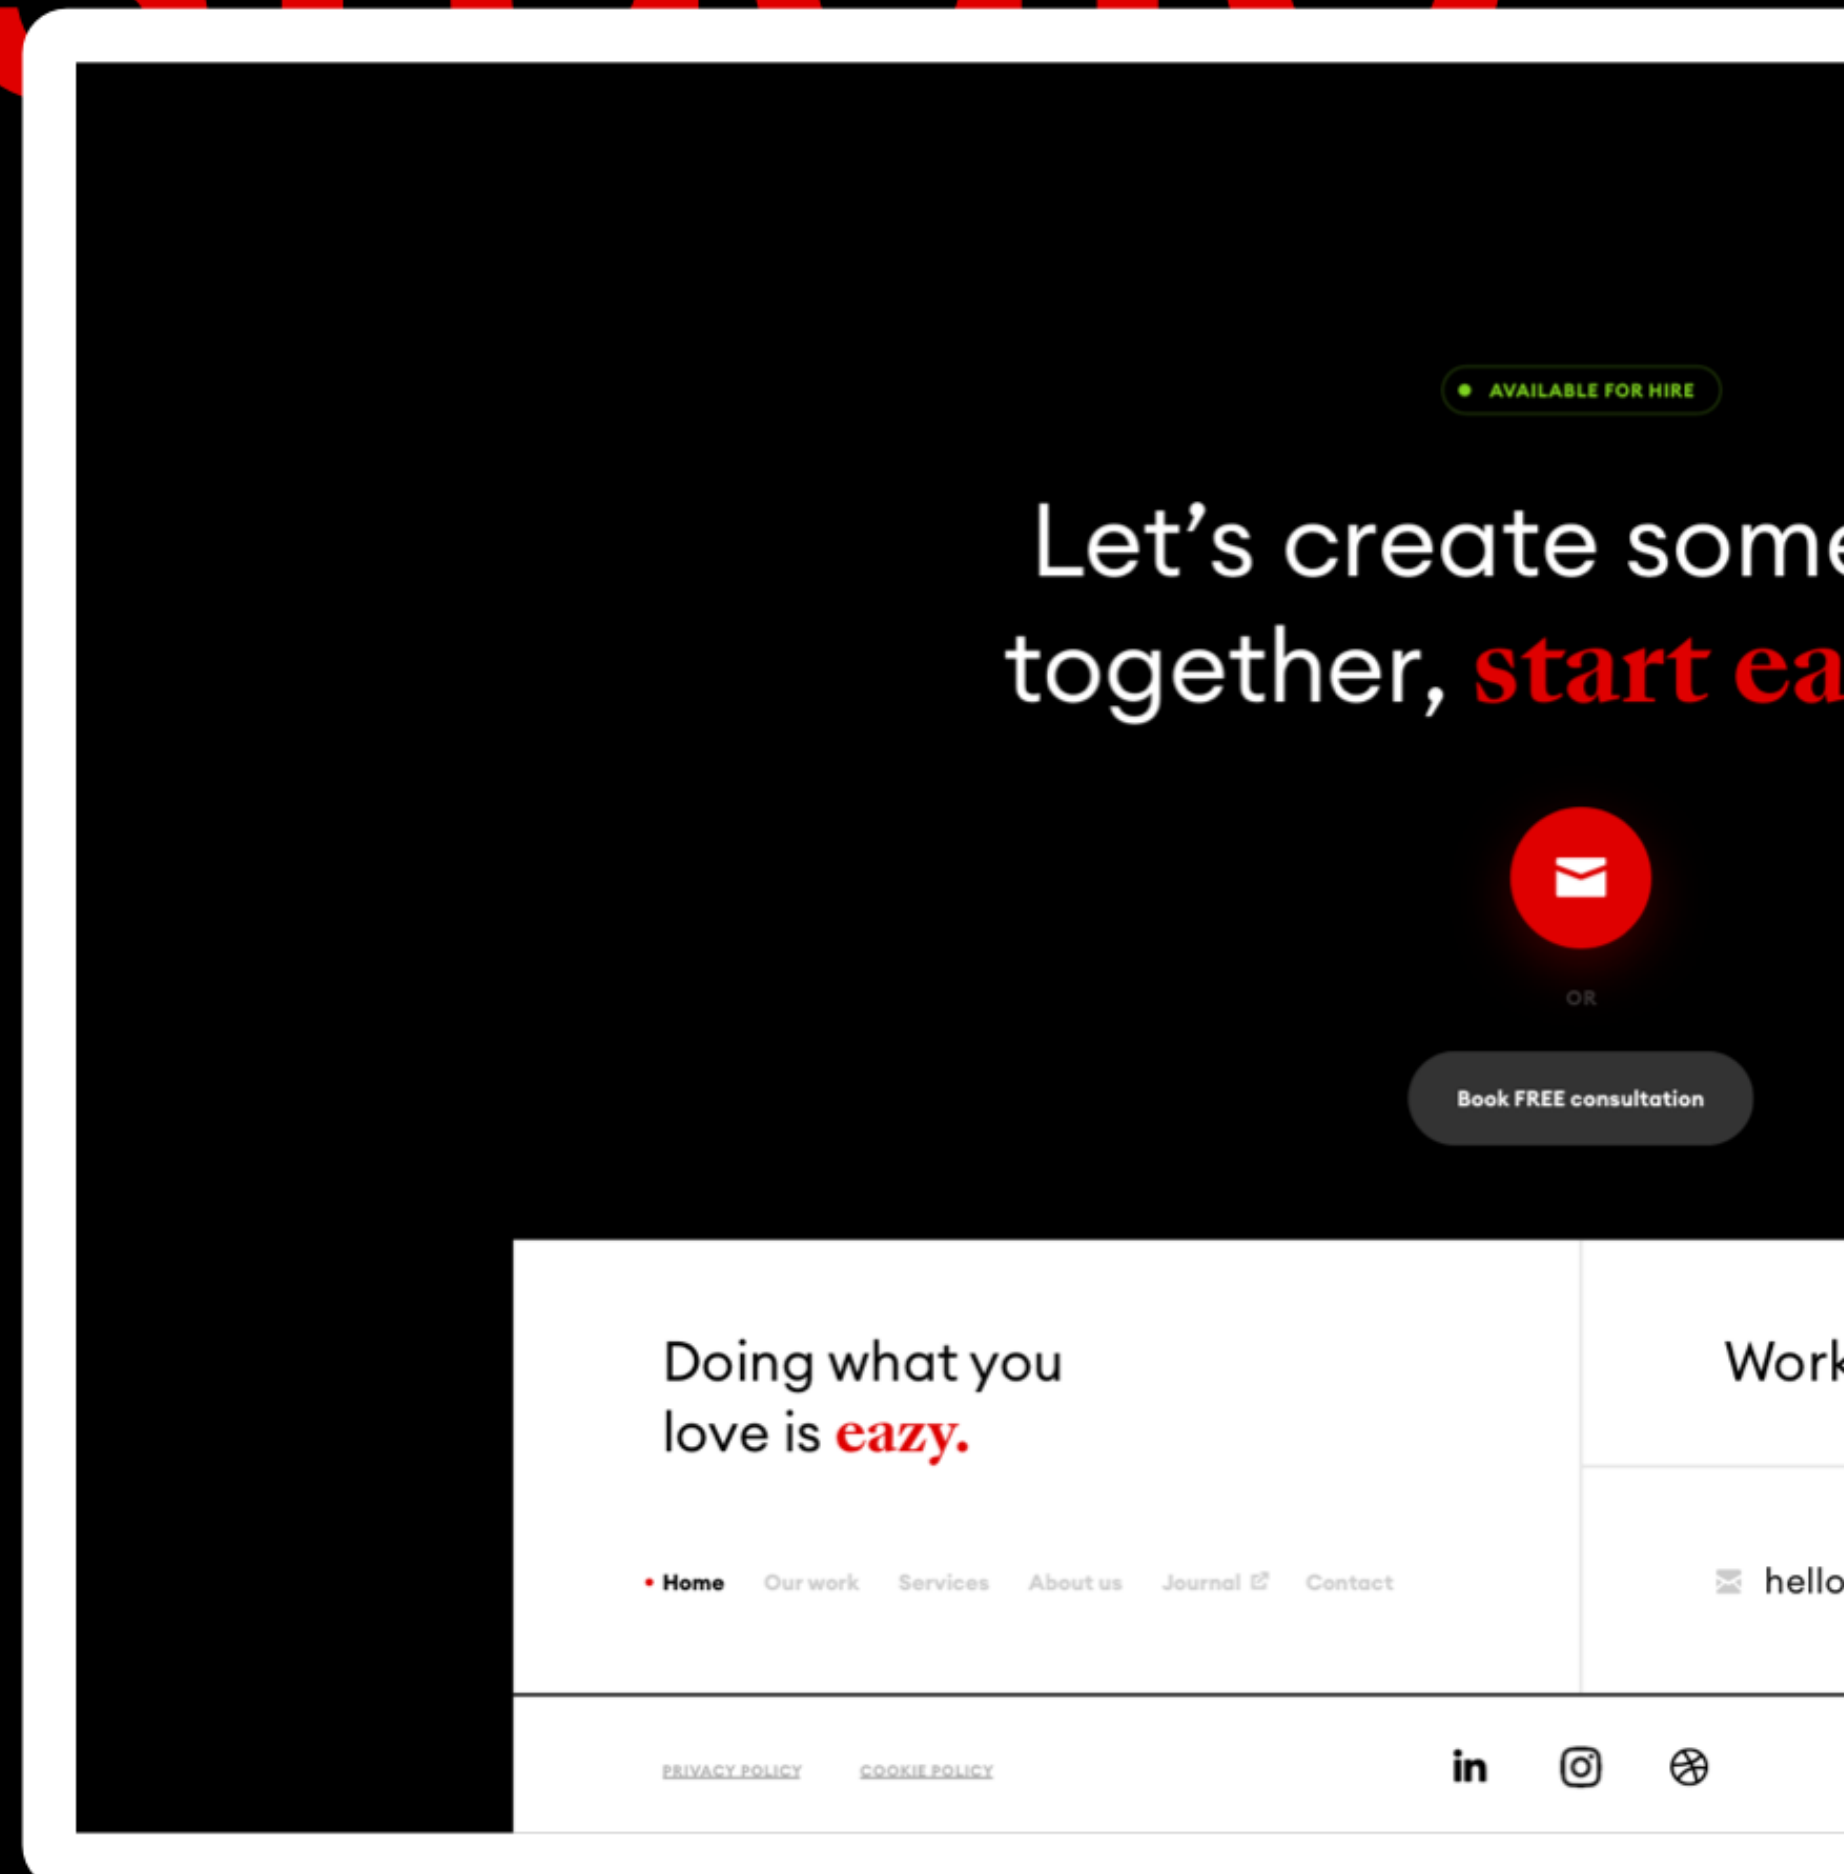 AVAILABLE FOR HIRE
Let’s create some
together, start ea
OR
Book FREE consultation
Doing what you
love is eazy.
Work
Home Our work Services About us Journal Contact
hello
PRIVACY POLICY COOKIE POLICY
in